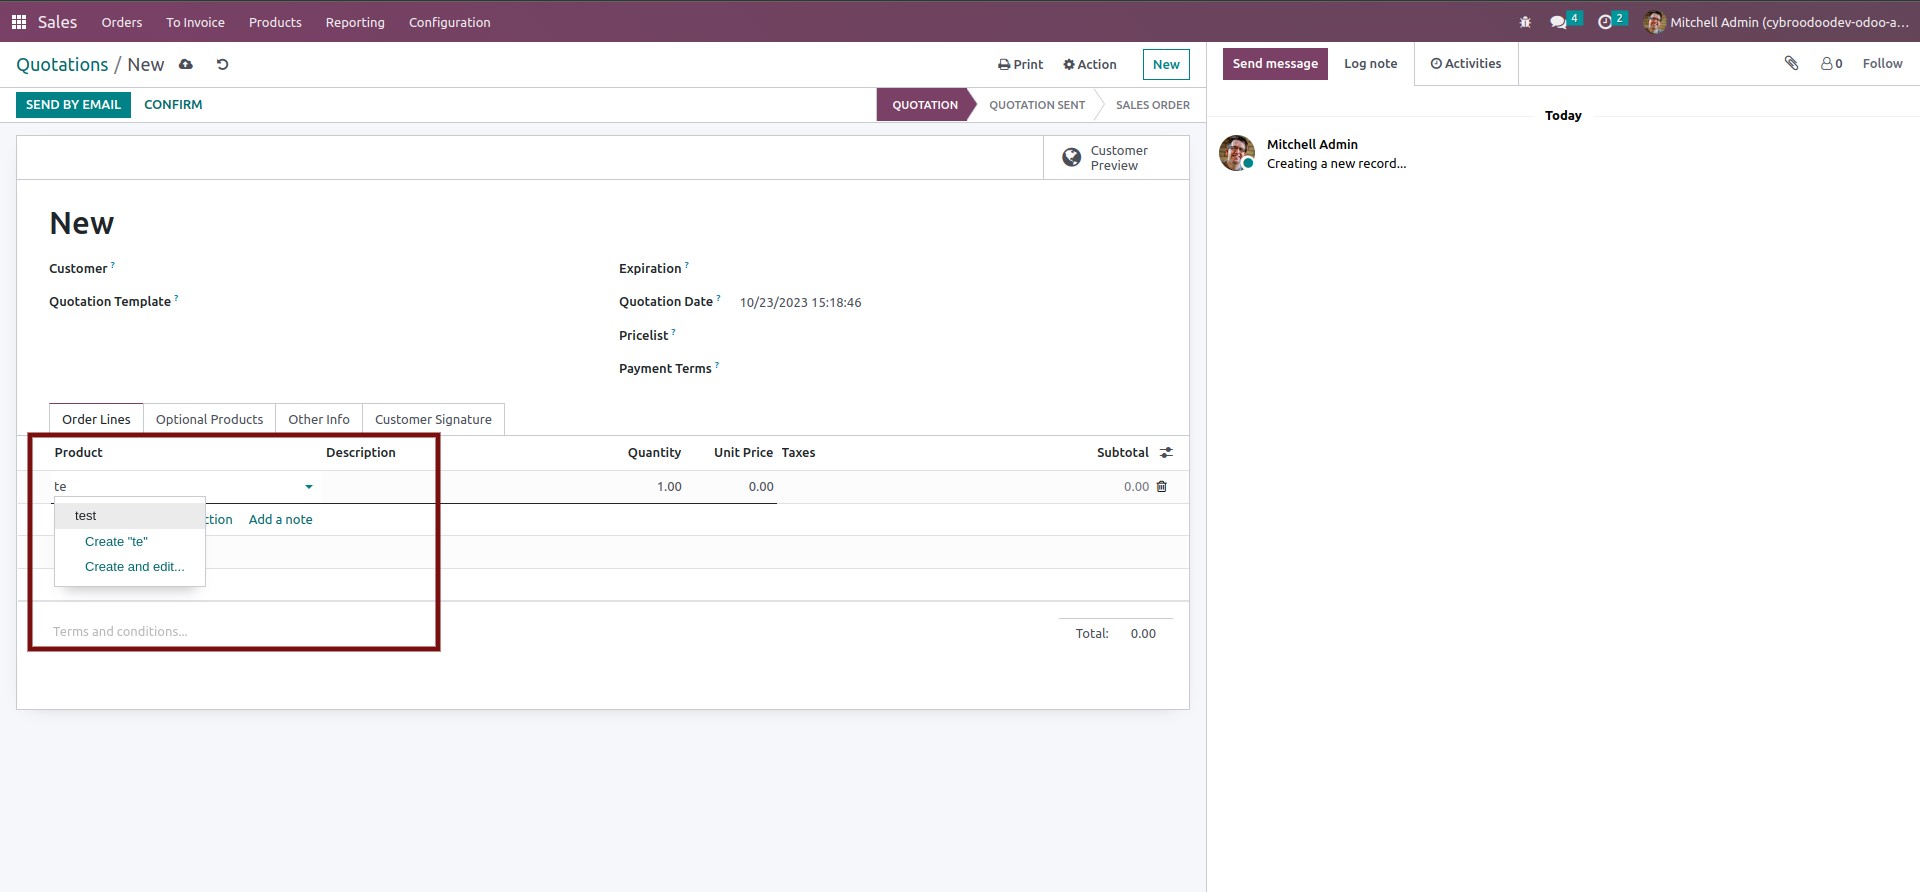 Sales Orders To Invoice Products Reporting Configuration 4 2 Mitchell Admin (cybroodoodev-odoo-a...
Quotations / New Print Action New
SEND BY EMAIL CONFIRM QUOTATION QUOTATION SENT SALES ORDER
Customer
Preview
New
Customer ?
Quotation Template ?
Expiration ?
Quotation Date ? 10/23/2023 15:18:46
Pricelist ?
Payment Terms ?
Order Lines Optional Products Other Info Customer Signature
Product Description Quantity Unit Price Taxes Subtotal
te 1.00 0.00 0.00
ction Add a note
test
Create "te"
Create and edit...
Terms and conditions...
Total: 0.00
Send message Log note Activities 0 Follow
Today
Mitchell Admin
Creating a new record...